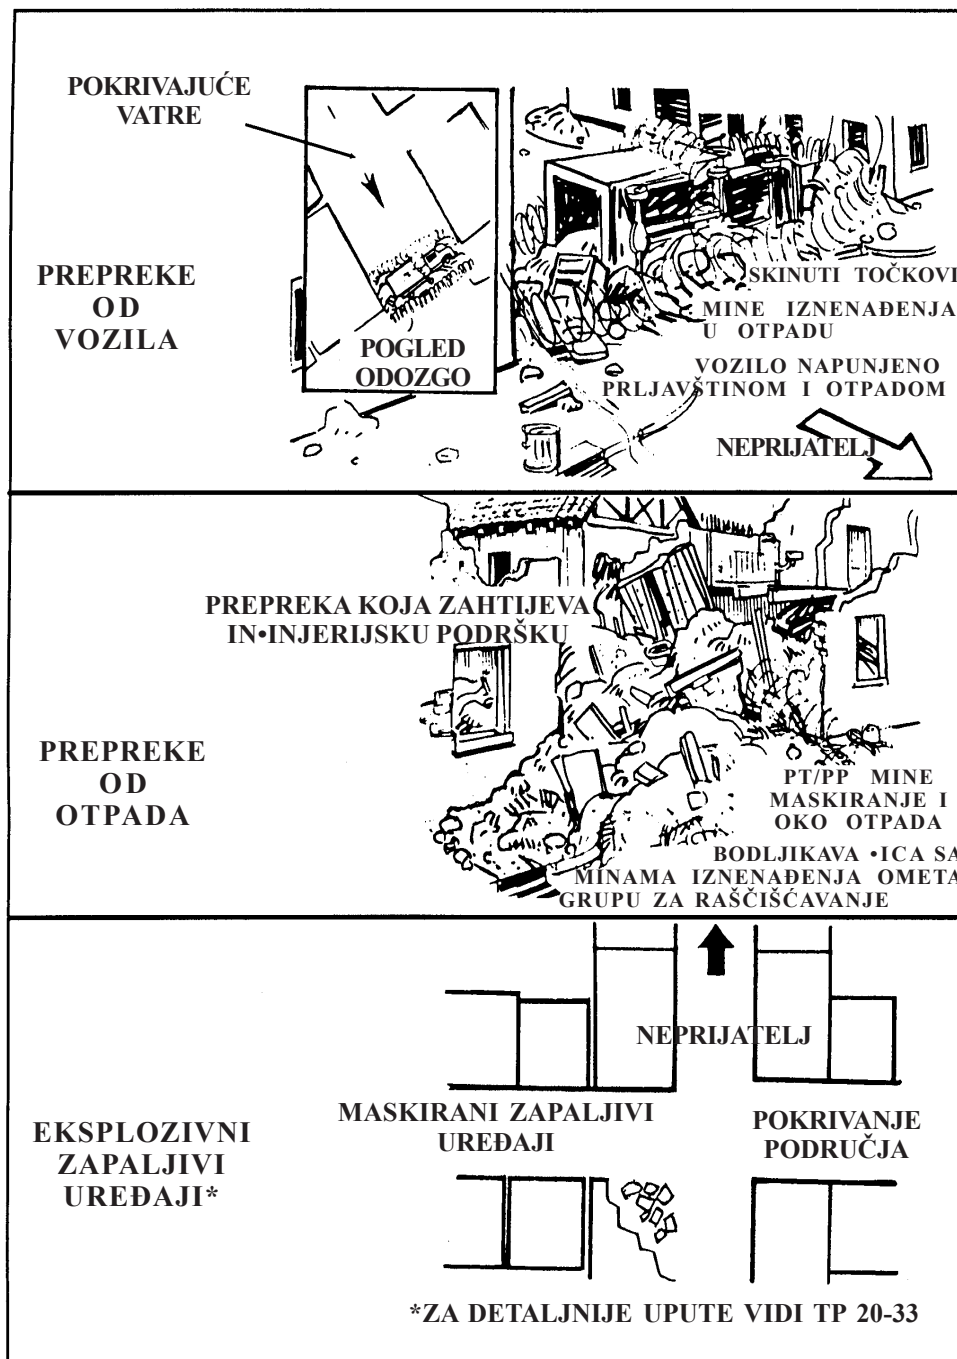 POKRIVAJUĆE
VATRE
PREPREKE
OD
VOZILA
POGLED
ODOZGO
SKINUTI TOČKOVI
MINE IZNENAĐENJA
U OTPADU
VOZILO NAPUNJENO
PRLJAVŠTINOM I OTPADOM
NEPRIJATELJ
PREPREKA KOJA ZAHTIJEVA
IN•INJERIJSKU PODRŠKU
PREPREKE
OD
OTPADA
PT/PP MINE
MASKIRANJE I
OKO OTPADA
BODLJIKAVA •ICA SA
MINAMA IZNENAĐENJA OMETA
GRUPU ZA RAŠČIŠĆAVANJE
NEPRIJATELJ
MASKIRANI ZAPALJIVI
UREĐAJI
POKRIVANJE
PODRUČJA
EKSPLOZIVNI
ZAPALJIVI
UREĐAJI*
*ZA DETALJNIJE UPUTE VIDI TP 20-33